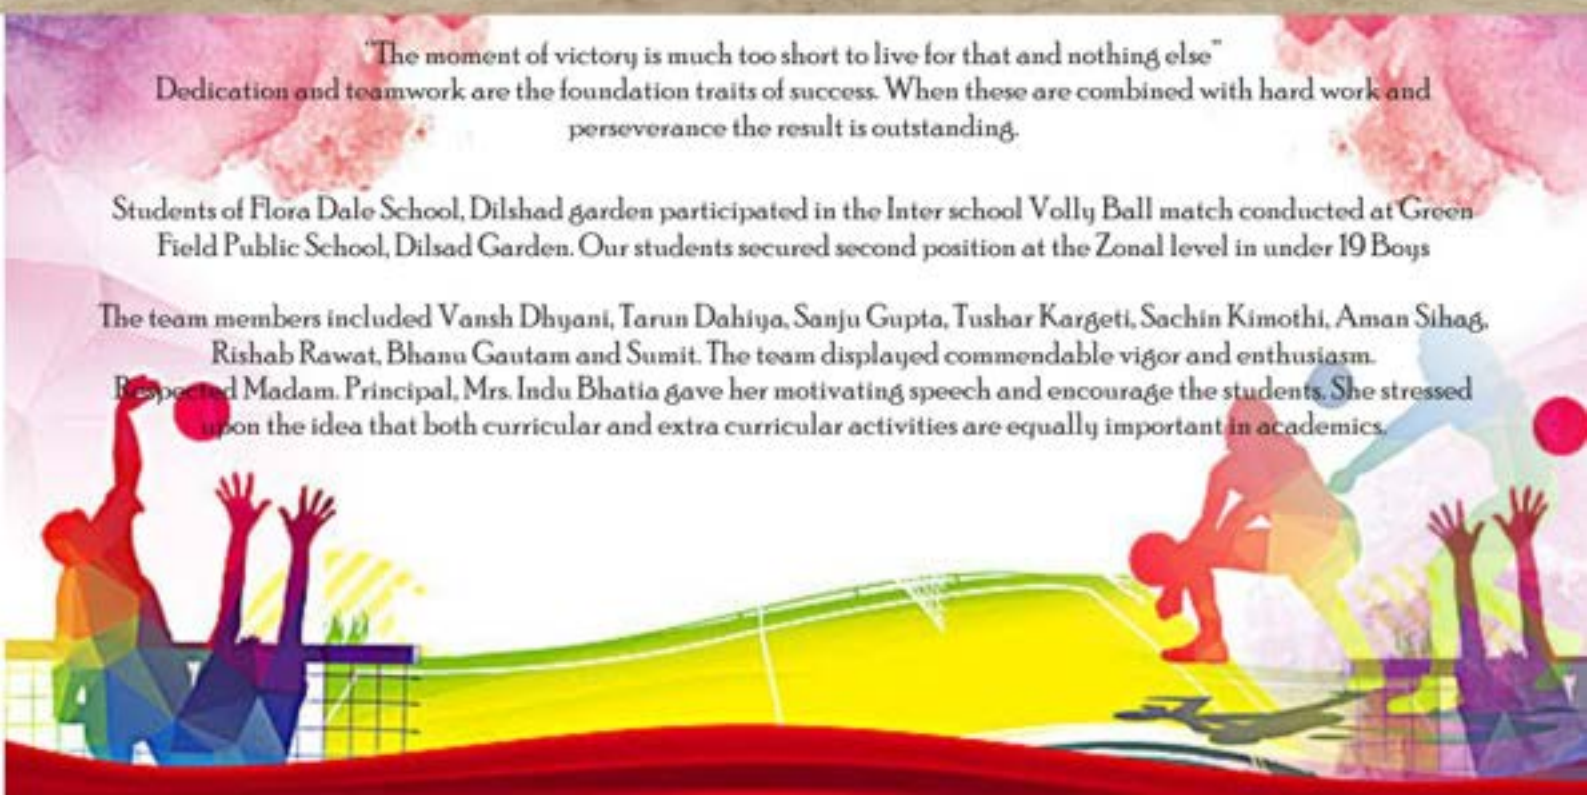 "The moment of victory is much too short to live for that and nothing else"
Dedication and teamwork are the foundation traits of success. When these are combined with hard work and
perseverance the result is outstanding.
Students of Flora Dale School, Dilshad garden participated in the Inter school Volly Ball match conducted at Green
Field Public School, Dilsad Garden. Our students secured second position at the Zonal level in under 19 Boys
The team members included Vansh Dhyani, Tarun Dahiya, Sanju Gupta, Tushar Kargeti, Sachin Kimothi, Aman Sihag,
Rishab Rawat, Bhanu Gautam and Sumit. The team displayed commendable vigor and enthusiasm.
Respected Madam. Principal, Mrs. Indu Bhatia gave her motivating speech and encourage the students. She stressed
upon the idea that both curricular and extra curricular activities are equally important in academics.